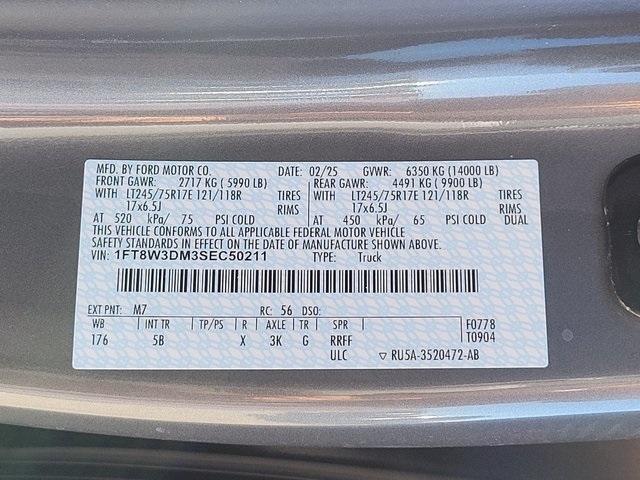 MFD. BY FORD MOTOR CO. DATE: 02/25 GVWR: 6350 KG (14000 LB)
FRONT GAWR: 2717 KG ( 5990 LB) REAR GAWR: 4491 KG ( 9900 LB)
WITH LT245/75R17E 121/118R TIRES WITH LT245/75R17E 121/118R TIRES
17x6.5J RIMS 17x6.5J RIMS
AT 520 kPa/ 75 PSI COLD AT 450 kPa/ 65 PSI COLD DUAL
THIS VEHICLE CONFORMS TO ALL APPLICABLE FEDERAL MOTOR VEHICLE
SAFETY STANDARDS IN EFFECT ON THE DATE OF MANUFACTURE SHOWN ABOVE.
VIN: 1FT8W3DM3SEC50211 TYPE: Truck
EXT PNT: M7 RC: 56 DSO:
WB INT TR TP/PS R AXLE TR SPR F0778
176 5B X 3K G RRFF T0904
ULC ▽ RU5A-3520472-AB